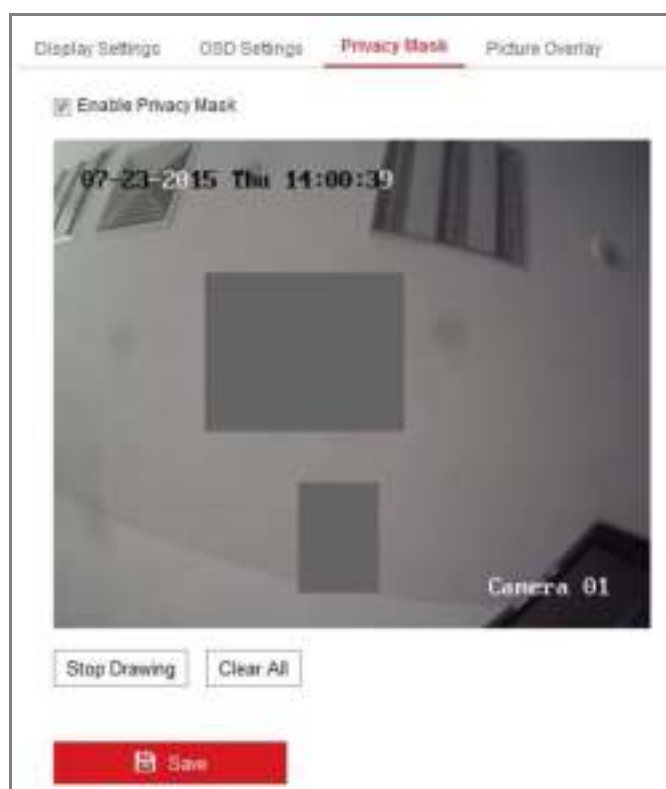 Display Settings OSD Settings Privacy Mask Picture Overlay
Enable Privacy Mask
07-23-2015 Thu 14:00:39
Camera 01
Stop Drawing Clear All
Save